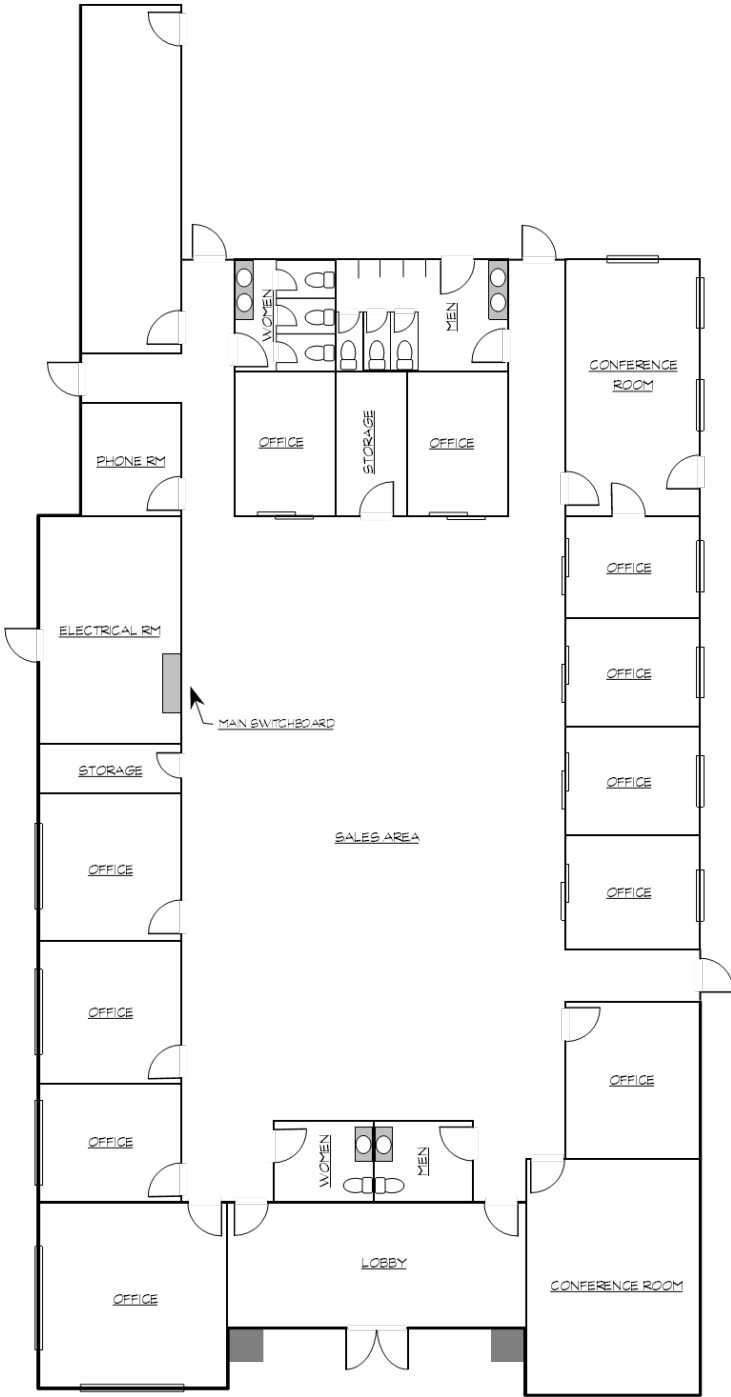 WOMEN
MEN
CONFERENCE
ROOM
OFFICE
STORAGE
OFFICE
PHONE RM
OFFICE
ELECTRICAL RM
OFFICE
MAIN SWITCHBOARD
STORAGE
OFFICE
SALES AREA
OFFICE
OFFICE
OFFICE
OFFICE
OFFICE
WOMEN
MEN
LOBBY
CONFERENCE ROOM
OFFICE